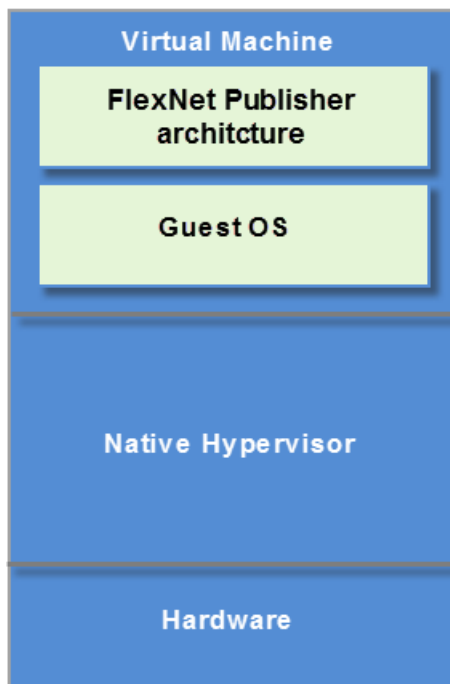 Virtual Machine
FlexNet Publisher
architcture
Guest OS
Native Hypervisor
Hardware